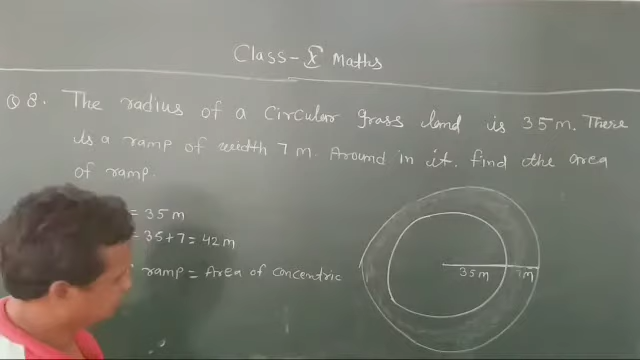 Class - X Maths
Q 8. The radius of a circular grass land is 35 m. There
is a ramp of width 7 m. Around in it. find the area
of ramp.
= 35 m
= 35 + 7 = 42 m
ramp = Area of concentric
35 m 7 m